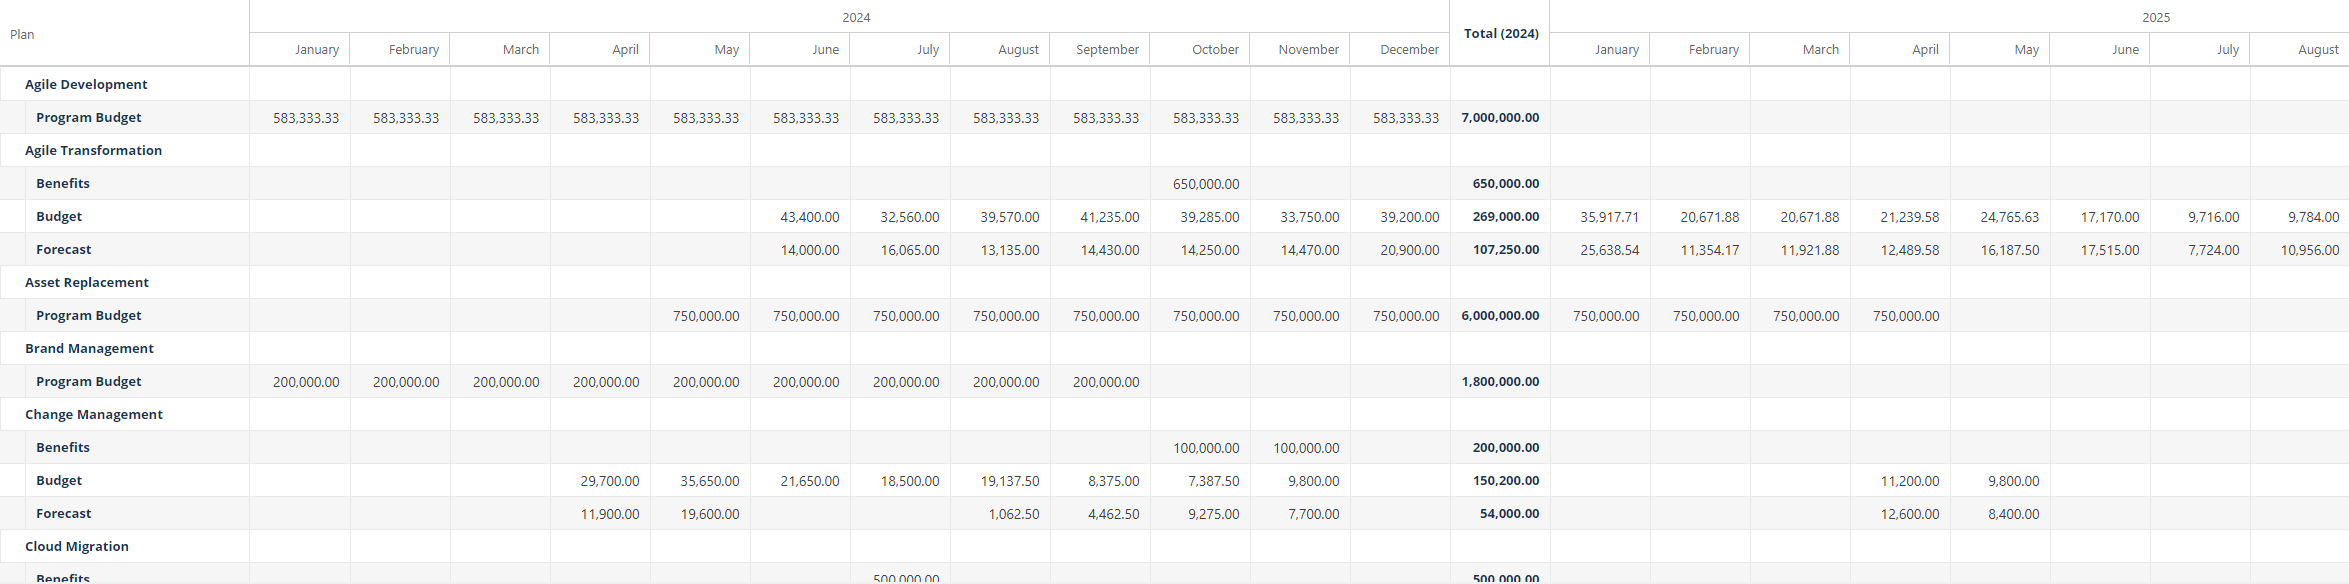 2024 2025
Plan Total (2024)
January February March April May June July August September October November December January February March April May June July August
Agile Development
Program Budget 583,333.33 583,333.33 583,333.33 583,333.33 583,333.33 583,333.33 583,333.33 583,333.33 583,333.33 583,333.33 583,333.33 583,333.33 7,000,000.00
Agile Transformation
Benefits 650,000.00 650,000.00
Budget 43,400.00 32,560.00 39,570.00 41,235.00 39,285.00 33,750.00 39,200.00 269,000.00 35,917.71 20,671.88 20,671.88 21,239.58 24,765.63 17,170.00 9,716.00 9,784.00
Forecast 14,000.00 16,065.00 13,135.00 14,430.00 14,250.00 14,470.00 20,900.00 107,250.00 25,638.54 11,354.17 11,921.88 12,489.58 16,187.50 17,515.00 7,724.00 10,956.00
Asset Replacement
Program Budget 750,000.00 750,000.00 750,000.00 750,000.00 750,000.00 750,000.00 750,000.00 750,000.00 6,000,000.00 750,000.00 750,000.00 750,000.00 750,000.00
Brand Management
Program Budget 200,000.00 200,000.00 200,000.00 200,000.00 200,000.00 200,000.00 200,000.00 200,000.00 200,000.00 1,800,000.00
Change Management
Benefits 100,000.00 100,000.00 200,000.00
Budget 29,700.00 35,650.00 21,650.00 18,500.00 19,137.50 8,375.00 7,387.50 9,800.00 150,200.00 11,200.00 9,800.00
Forecast 11,900.00 19,600.00 1,062.50 4,462.50 9,275.00 7,700.00 54,000.00 12,600.00 8,400.00
Cloud Migration
Benefits 500,000.00 500,000.00